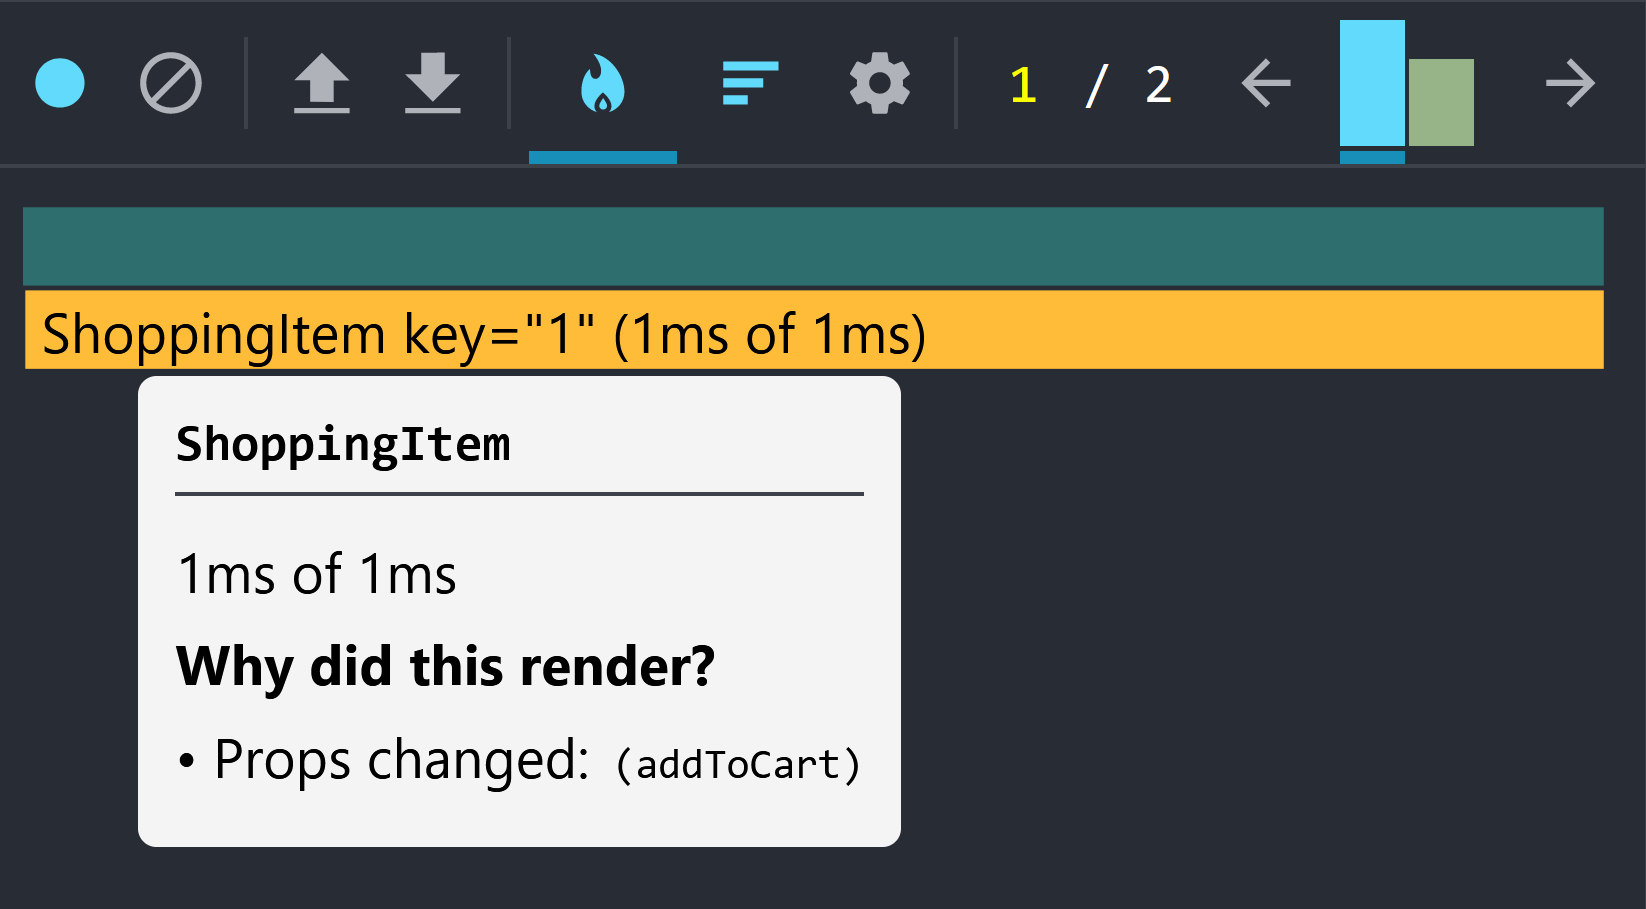 1 / 2
ShoppingItem key="1" (1ms of 1ms)
ShoppingItem
1ms of 1ms
Why did this render?
• Props changed: (addToCart)